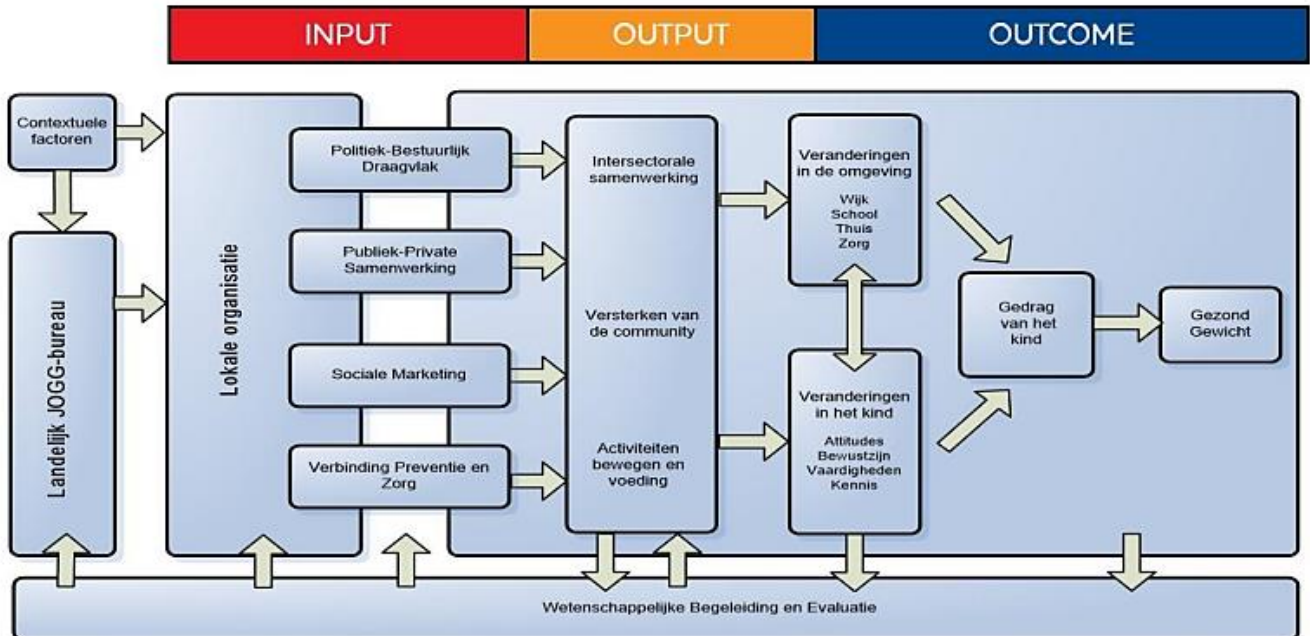 INPUT
OUTPUT
OUTCOME
Contextuele
factoren
Landelijk JOGG-bureau
Lokale organisatie
Politiek-Bestuurlijk
Draagvlak
Publiek-Private
Samenwerking
Sociale Marketing
Verbinding Preventie en
Zorg
Intersectorale
samenwerking
Versterken van
de community
Activiteiten
bewegen en
voeding
Veranderingen
in de omgeving
Wijk
School
Thuis
Zorg
Veranderingen
in het kind
Attitudes
Bewustzijn
Vaardigheden
Kennis
Gedrag
van het
kind
Gezond
Gewicht
Wetenschappelijke Begeleiding en Evaluatie